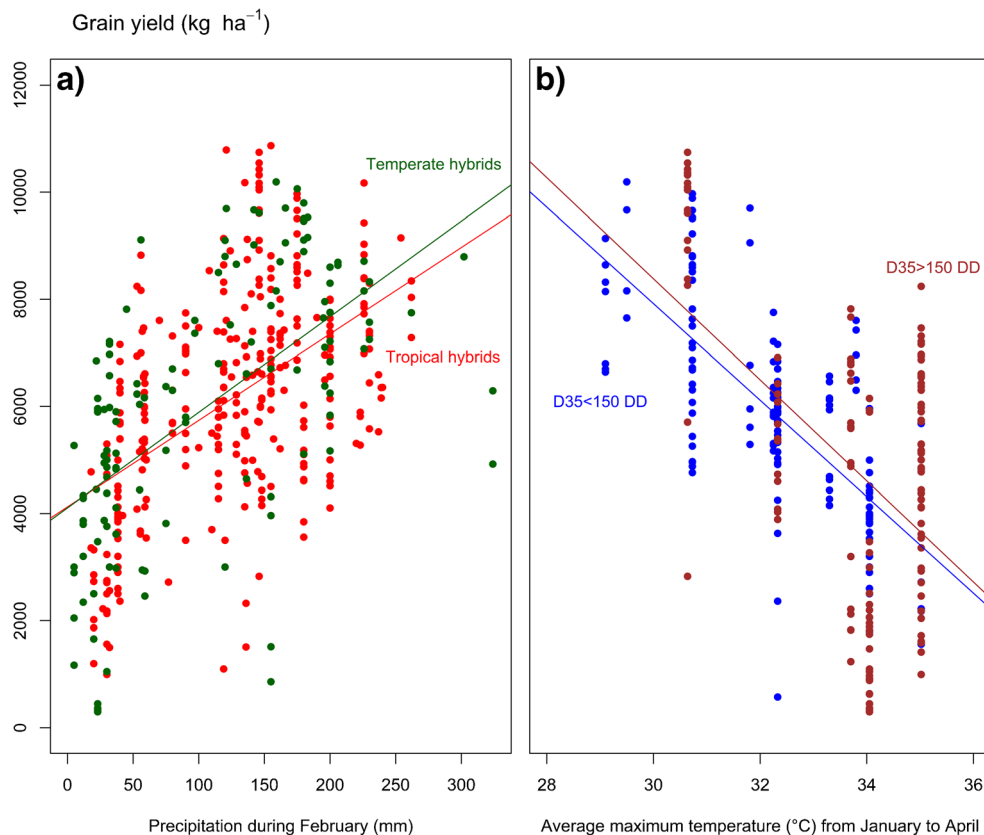 Grain yield (kg ha⁻¹)
a)
b)
12000
10000
8000
6000
4000
2000
0
Temperate hybrids
Tropical hybrids
D35>150 DD
D35<150 DD
0 50 100 150 200 250 300
28 30 32 34 36
Precipitation during February (mm)
Average maximum temperature (°C) from January to April